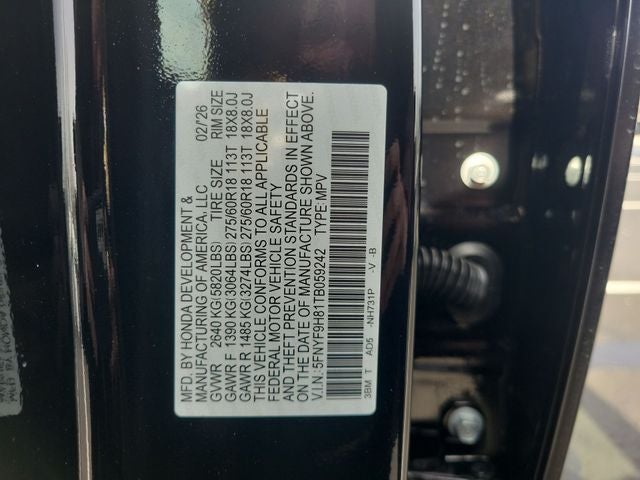 MFD. BY HONDA DEVELOPMENT &
MANUFACTURING OF AMERICA, LLC 02/26
GVWR 2640 KG(5820LBS) TIRE SIZE RIM SIZE
GAWR F 1390 KG(3064LBS) 275/60R18 113T 18X8.0J
GAWR R 1485 KG(3274LBS) 275/60R18 113T 18X8.0J
THIS VEHICLE CONFORMS TO ALL APPLICABLE
FEDERAL MOTOR VEHICLE SAFETY
AND THEFT PREVENTION STANDARDS IN EFFECT
ON THE DATE OF MANUFACTURE SHOWN ABOVE.
V.I.N.: 5FNYF9H81TB059242 TYPE:MPV
3BM T AD5 -NH731P -V -B